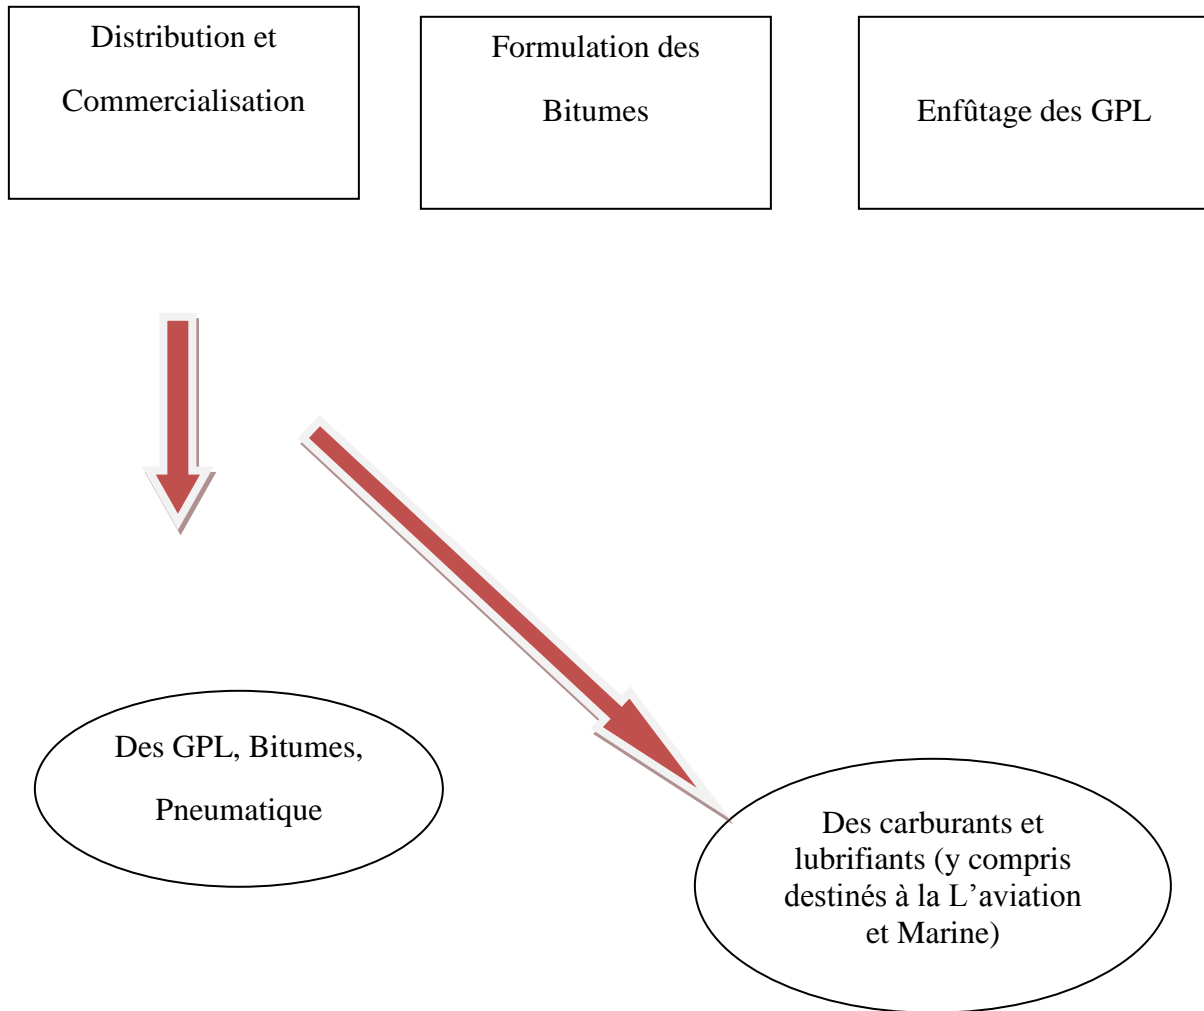 Distribution et
Commercialisation
Formulation des
Bitumes
Enfûtage des GPL
Des GPL, Bitumes,
Pneumatique
Des carburants et
lubrifiants (y compris
destinés à la L’aviation
et Marine)